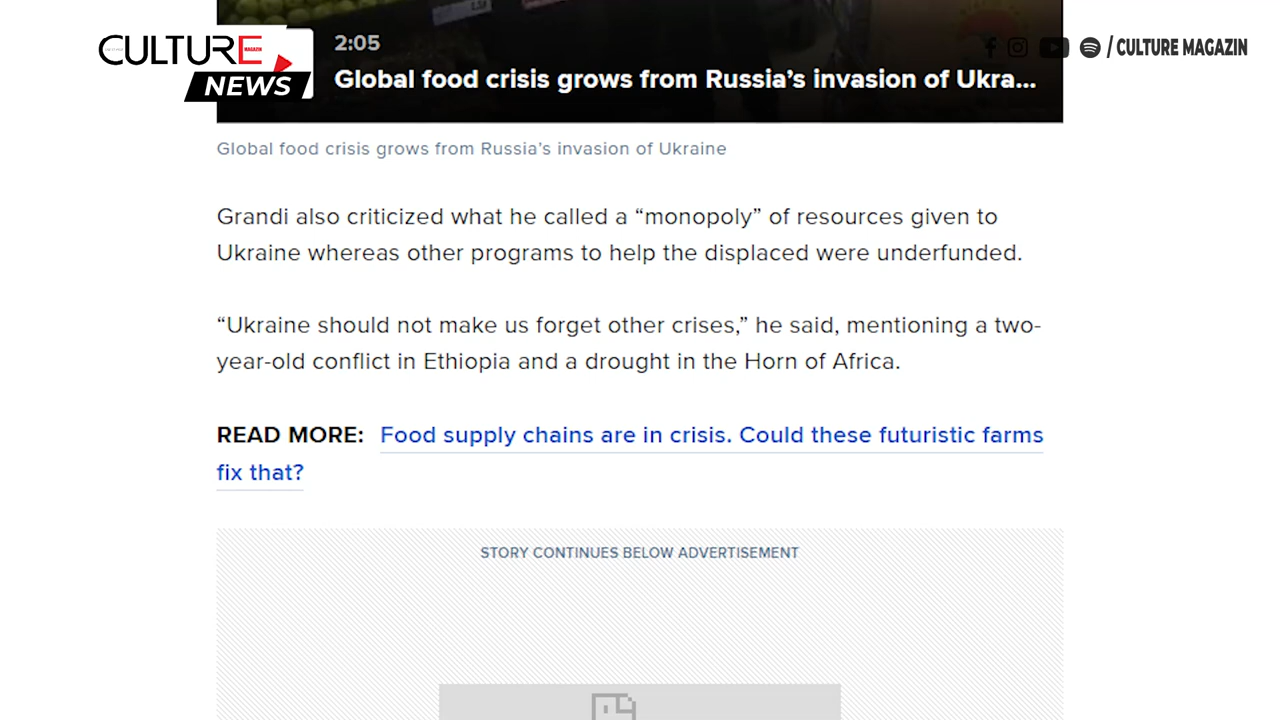 CULTURE
MAGAZIN
NEWS
2:05
/ CULTURE MAGAZIN
Global food crisis grows from Russia’s invasion of Ukra...
Global food crisis grows from Russia’s invasion of Ukraine
Grandi also criticized what he called a “monopoly” of resources given to
Ukraine whereas other programs to help the displaced were underfunded.
“Ukraine should not make us forget other crises,” he said, mentioning a two-
year-old conflict in Ethiopia and a drought in the Horn of Africa.
READ MORE: Food supply chains are in crisis. Could these futuristic farms
fix that?
STORY CONTINUES BELOW ADVERTISEMENT